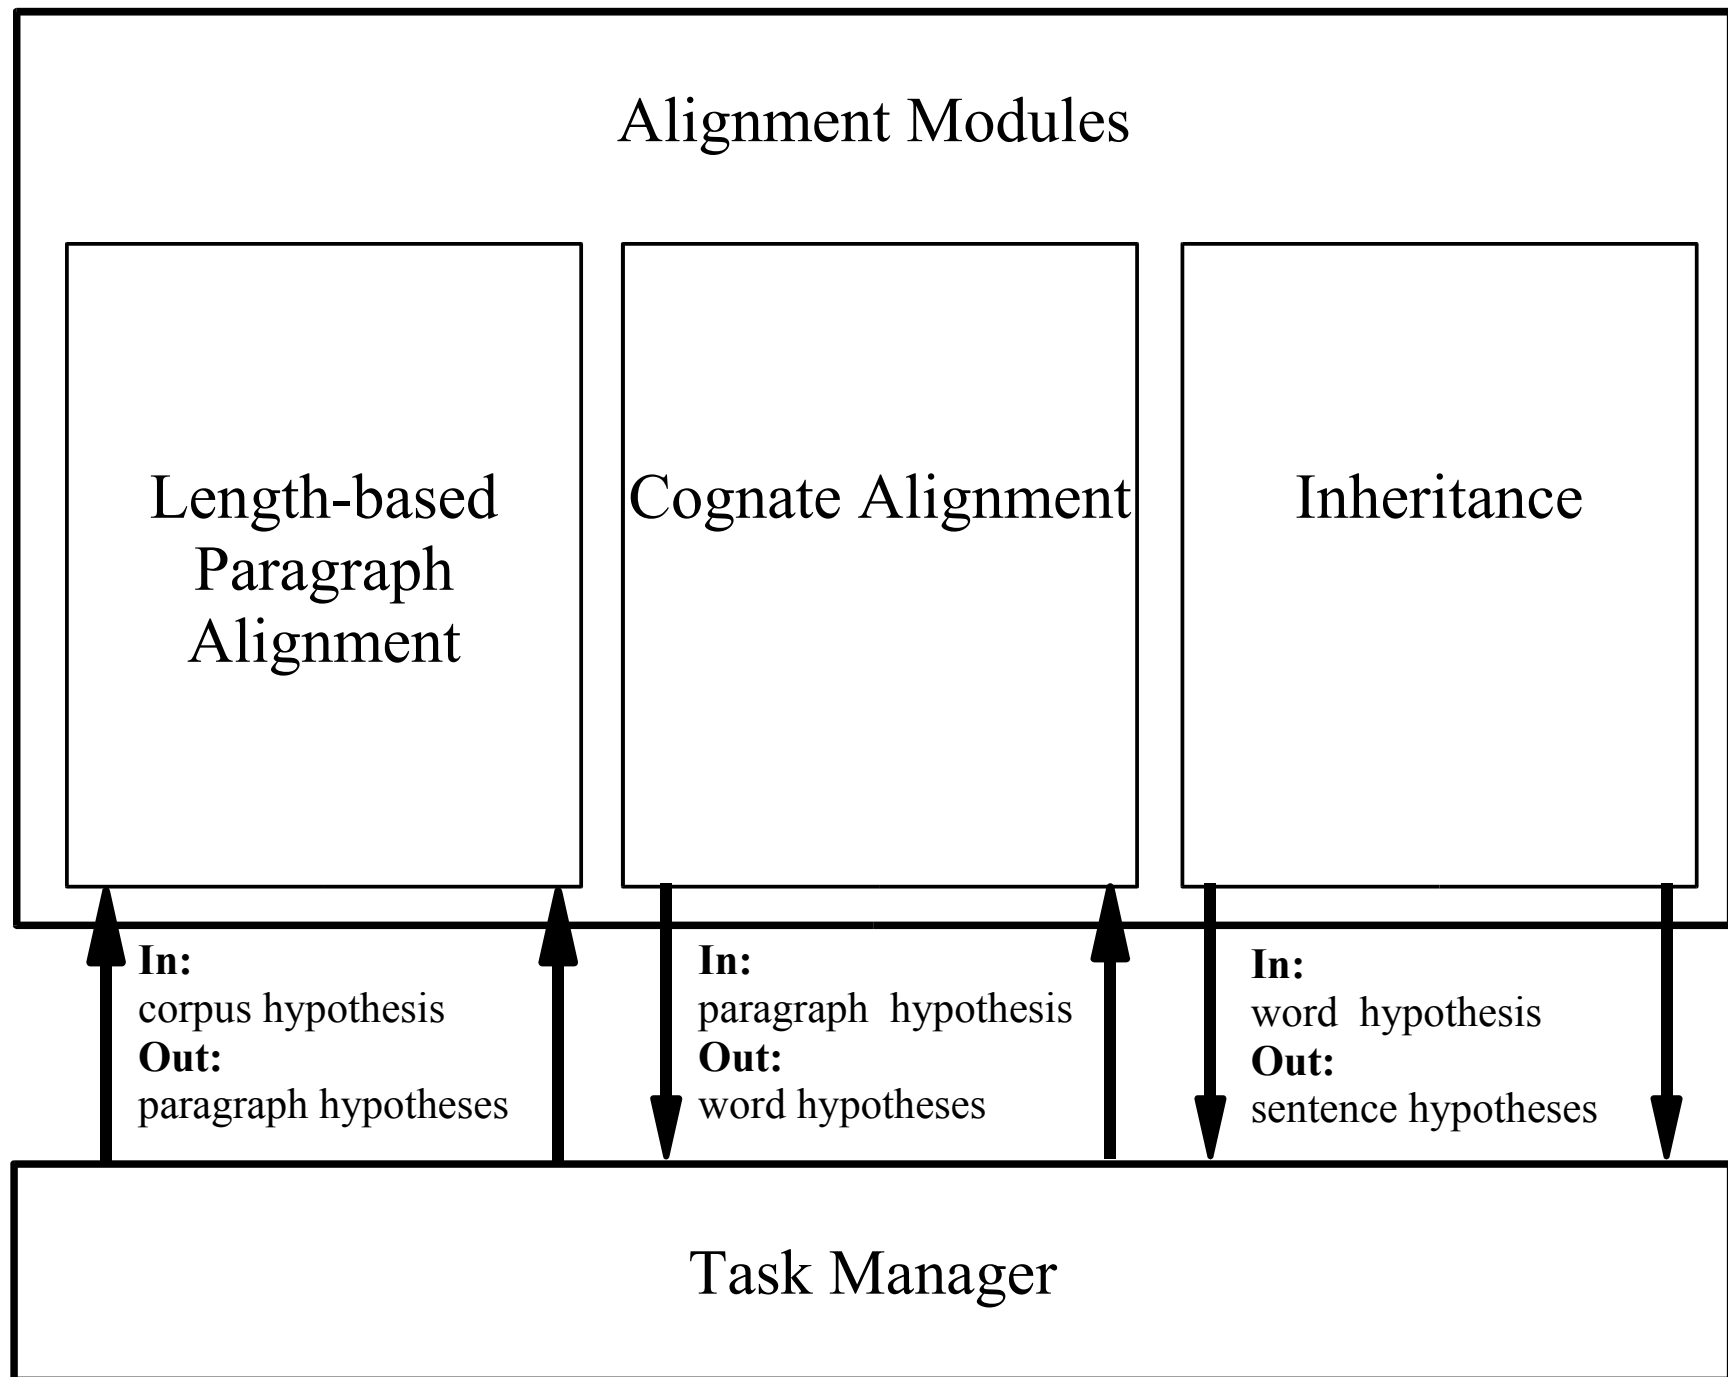 Alignment Modules
Length-based
Paragraph
Alignment
Cognate Alignment
Inheritance
In:
corpus hypothesis
Out:
paragraph hypotheses
In:
paragraph hypothesis
Out:
word hypotheses
In:
word hypothesis
Out:
sentence hypotheses
Task Manager